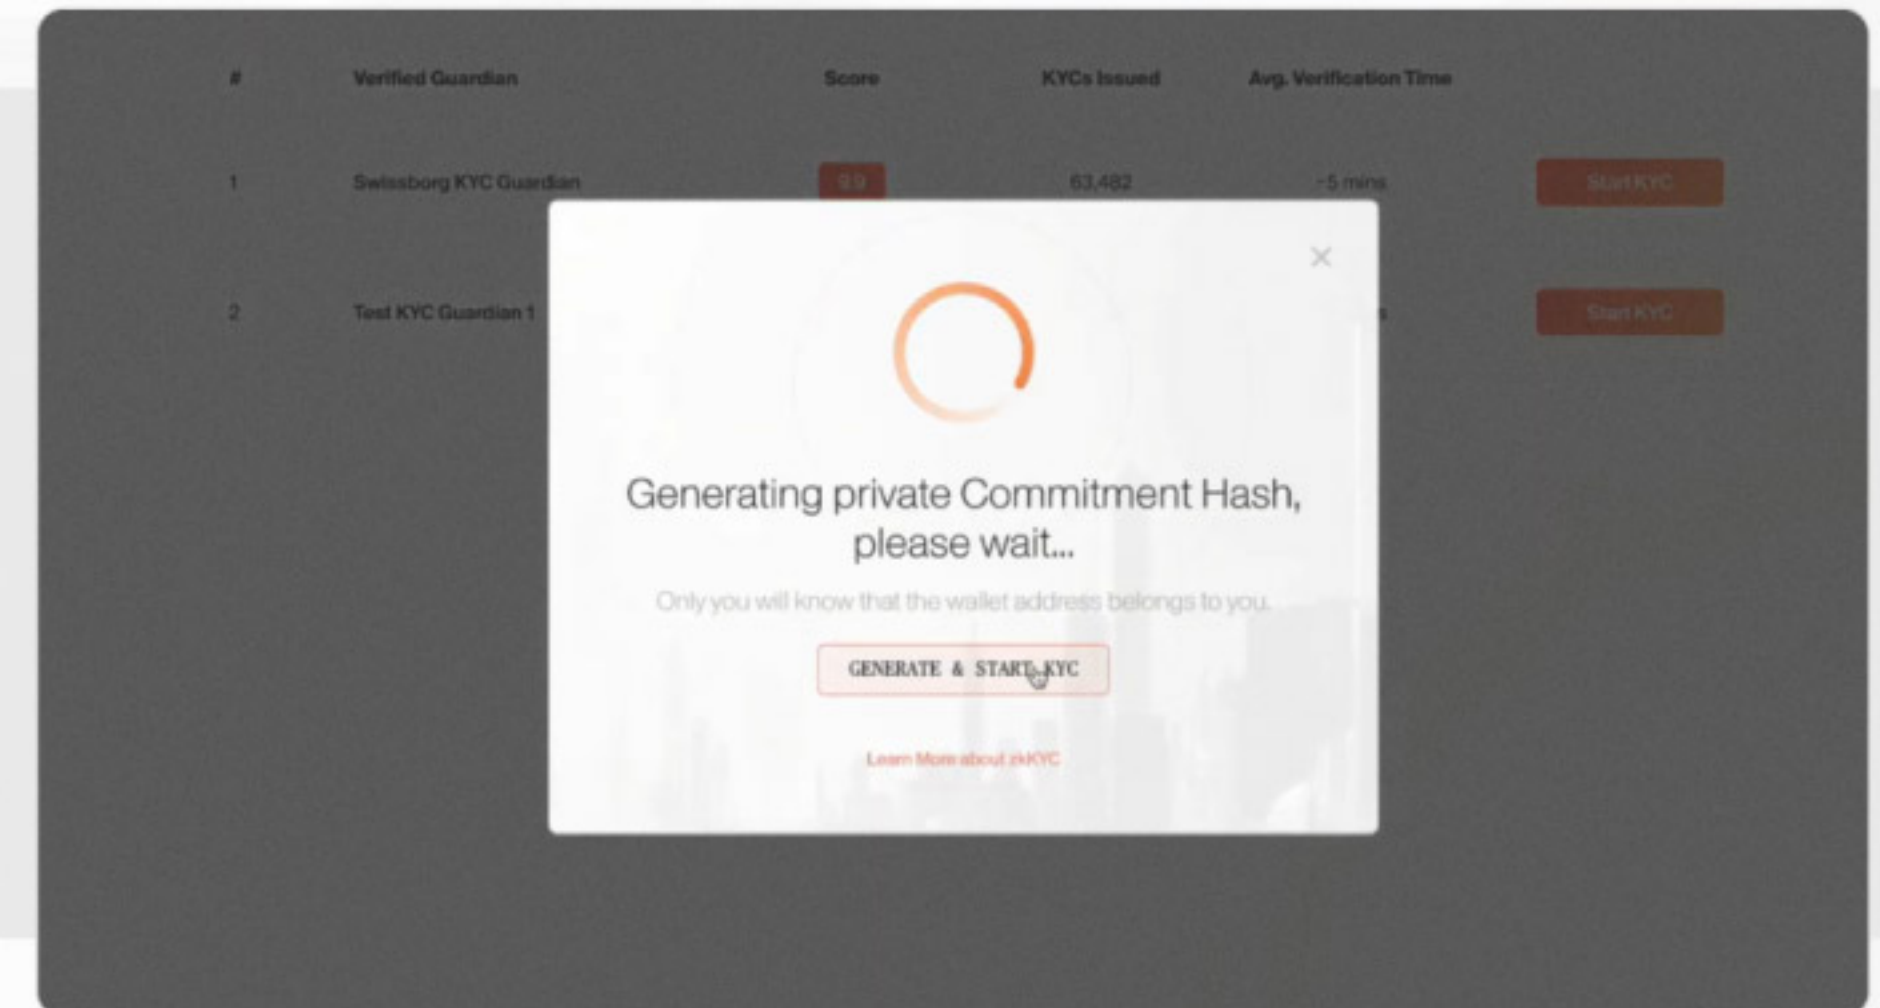 # Verified Guardian Score KYCs Issued Avg. Verification Time
1 Swissborg KYC Guardian 9.9 63,482 ~5 mins Start KYC
2 Test KYC Guardian 1 s Start KYC
Generating private Commitment Hash,
please wait...
Only you will know that the wallet address belongs to you.
GENERATE & START KYC
Learn More about zkKYC